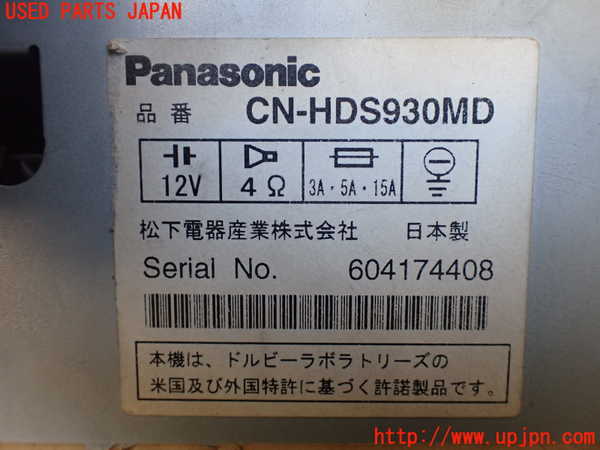 USED PARTS JAPAN
Panasonic
品番 CN-HDS930MD
12V 4Ω 3A・5A・15A
松下電器産業株式会社 日本製
Serial No. 604174408
本機は、ドルビーラボラトリーズの
米国及び外国特許に基づく許諾製品です。
http://www.upjpn.com/